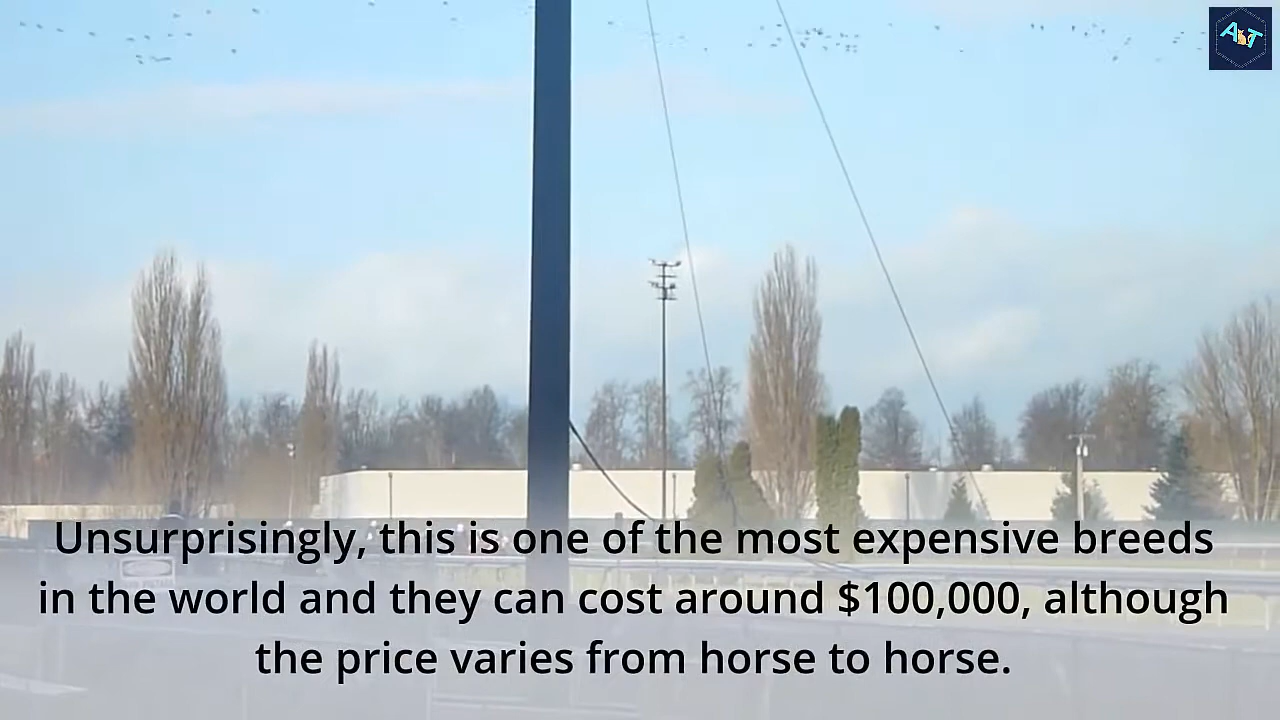 A T
Unsurprisingly, this is one of the most expensive breeds
in the world and they can cost around $100,000, although
the price varies from horse to horse.